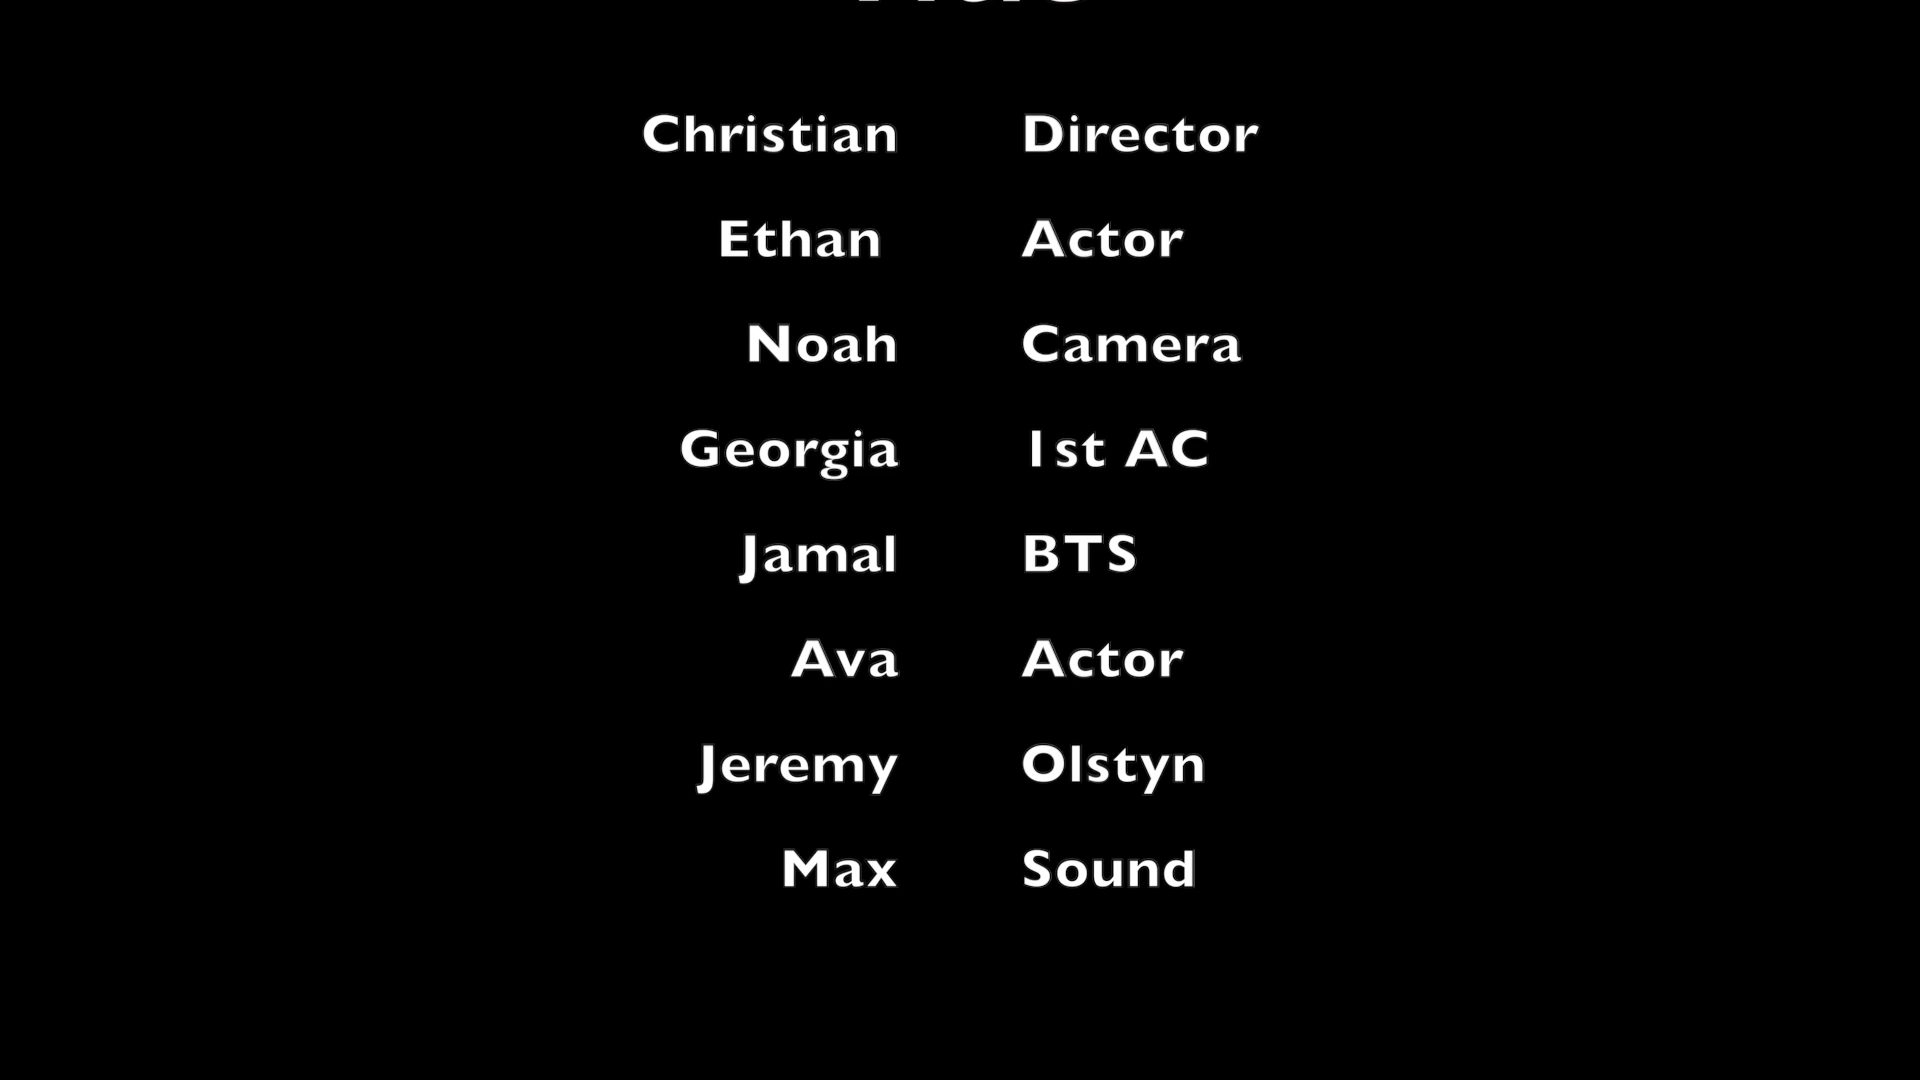 Christian Director
Ethan Actor
Noah Camera
Georgia 1st AC
Jamal BTS
Ava Actor
Jeremy Olstyn
Max Sound